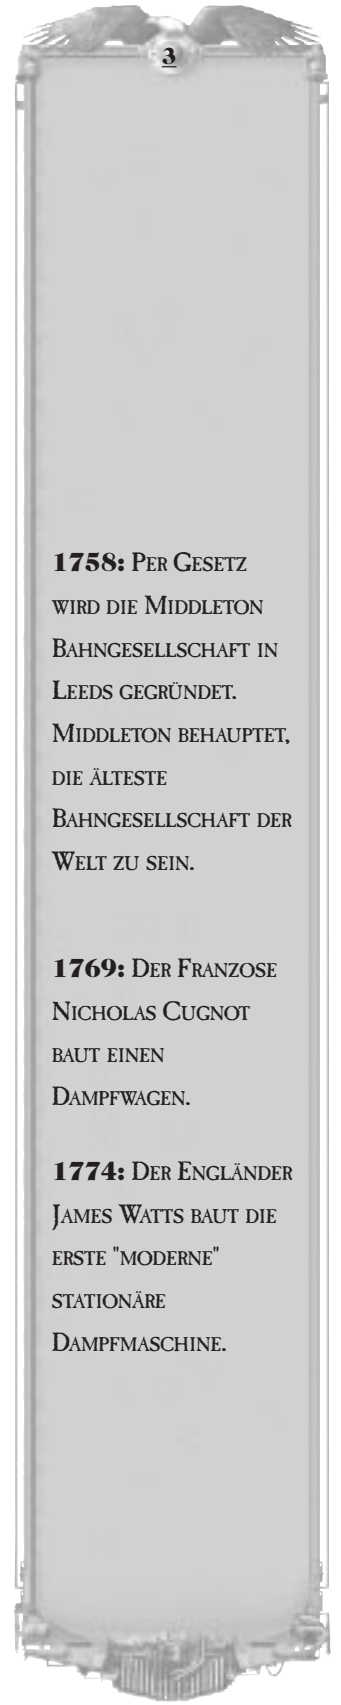 3
1758: Per Gesetz
wird die Middleton
Bahngesellschaft in
Leeds gegründet.
Middleton behauptet,
die älteste
Bahngesellschaft der
Welt zu sein.
1769: Der Franzose
Nicholas Cugnot
baut einen
Dampfwagen.
1774: Der Engländer
James Watts baut die
erste "moderne"
stationäre
Dampfmaschine.